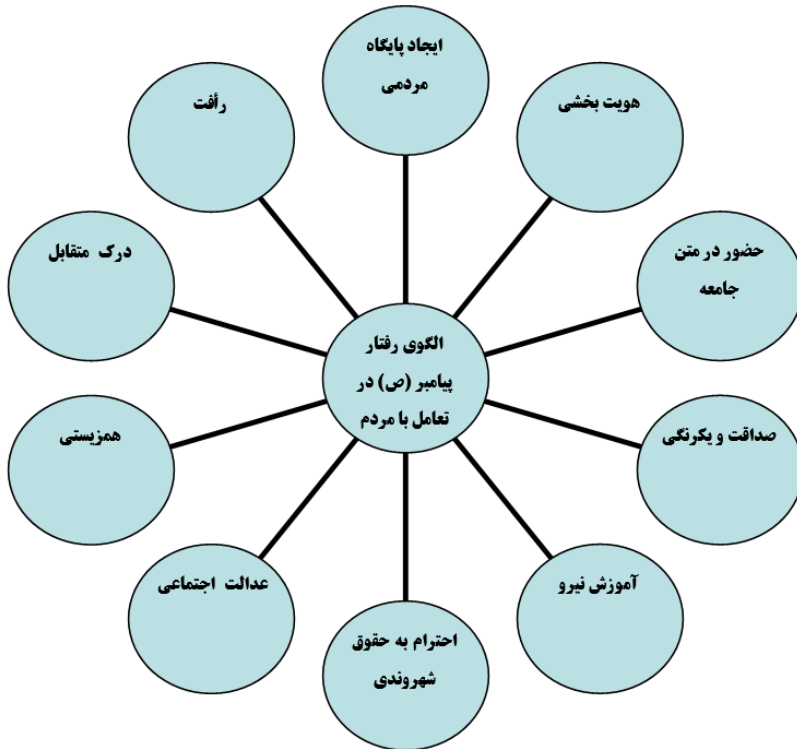 الگوی رفتار
پیامبر (ص) در
تعامل با مردم
ایجاد پایگاه
مردمی
هویت بخشی
حضور در متن
جامعه
صداقت و یکرنگی
آموزش نیرو
احترام به حقوق
شهروندی
عدالت اجتماعی
همزیستی
درک متقابل
رأفت